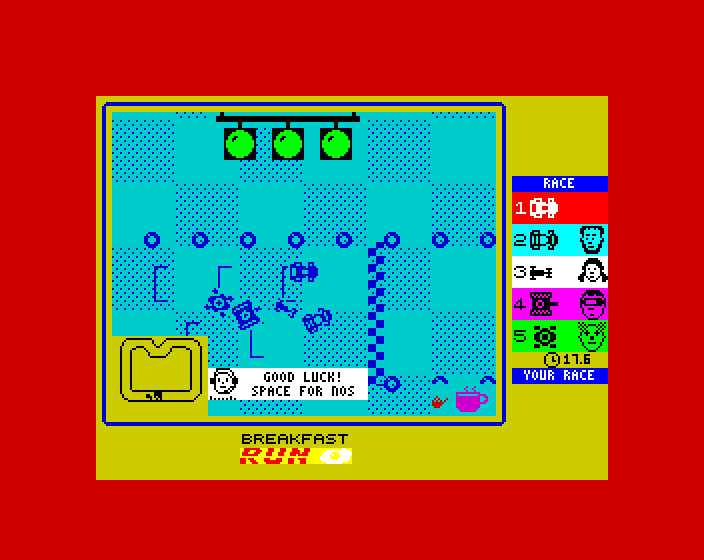 RACE
1
2
3
4
5
17.6
YOUR RACE
GOOD LUCK!
SPACE FOR NOS
BREAKFAST
RUN